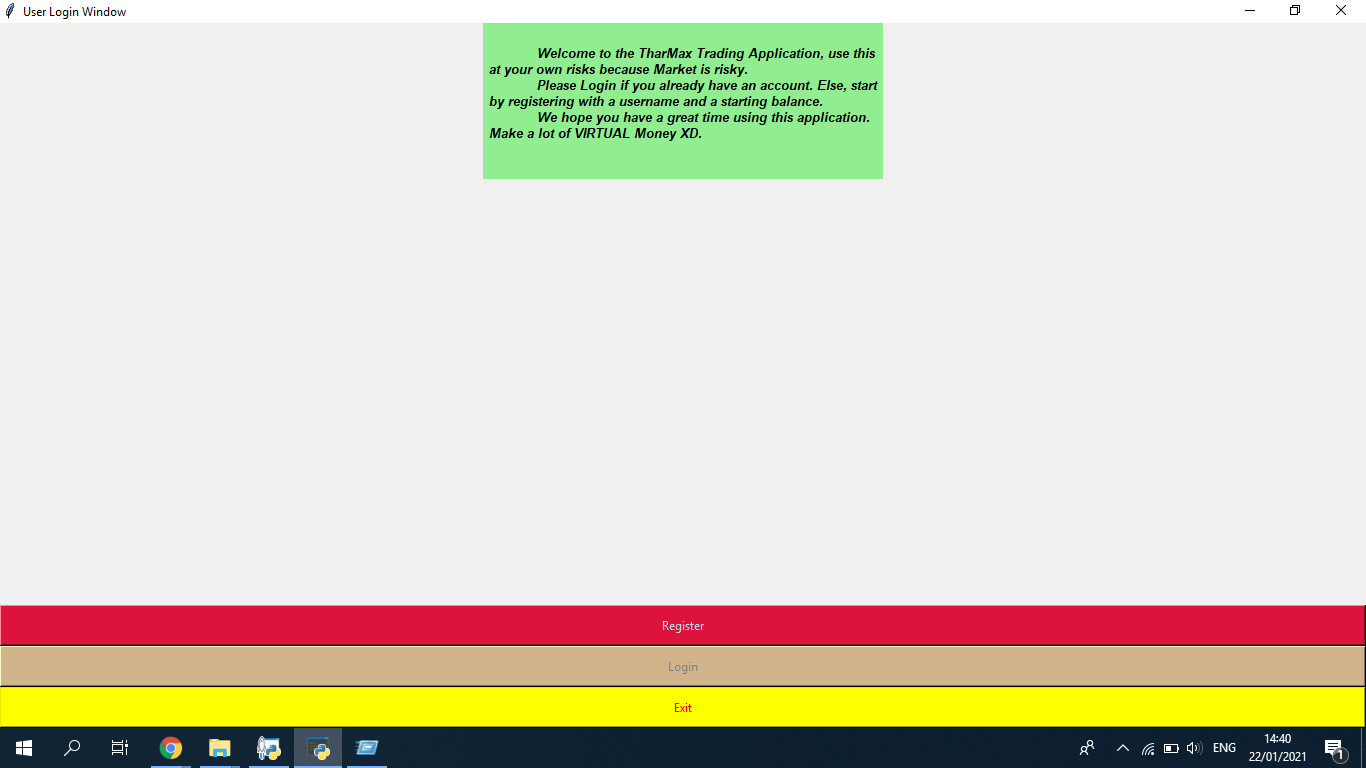 User Login Window
Welcome to the TharMax Trading Application, use this
at your own risks because Market is risky.
Please Login if you already have an account. Else, start
by registering with a username and a starting balance.
We hope you have a great time using this application.
Make a lot of VIRTUAL Money XD.
Register
Login
Exit
ENG
14:40
22/01/2021
1